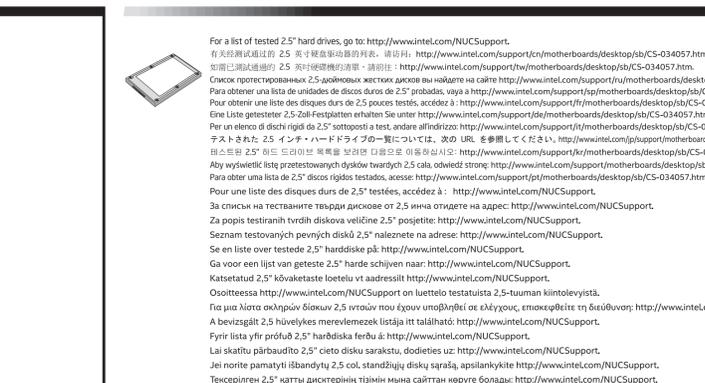 For a list of tested 2.5" hard drives, go to: http://www.intel.com/NUCSupport.
有关经测试通过的 2.5 英寸硬盘驱动器的列表，请访问：http://www.intel.com/support/cn/motherboards/desktop/sb/CS-034057.htm
如需已測試通過的 2.5 英吋硬碟機的清單，請前往：http://www.intel.com/support/tw/motherboards/desktop/sb/CS-034057.htm.
Список протестированных 2,5-дюймовых жестких дисков вы найдете на сайте http://www.intel.com/support/ru/motherboards/deskt
Para obtener una lista de unidades de discos duros de 2.5" probadas, vaya a http://www.intel.com/support/sp/motherboards/desktop/sb/C
Pour obtenir une liste des disques durs de 2,5 pouces testés, accédez à : http://www.intel.com/support/fr/motherboards/desktop/sb/C
Eine Liste getesteter 2,5-Zoll-Festplatten erhalten Sie unter http://www.intel.com/support/de/motherboards/desktop/sb/CS-034057.ht
Per un elenco di dischi rigidi da 2,5" sottoposti a test, andare all'indirizzo: http://www.intel.com/support/it/motherboards/desktop/sb/CS-0
テストされた 2.5 インチ・ハードドライブの一覧については、次の URL を参照してください。http://www.intel.com/jp/support/motherboard
테스트된 2.5" 하드 드라이브 목록을 보려면 다음으로 이동하십시오: http://www.intel.com/support/kr/motherboards/desktop/sb/CS-0
Aby wyświetlić listę przetestowanych dysków twardych 2,5 cala, odwiedź stronę: http://www.intel.com/support/motherboards/desktop/sb/
Para obter uma lista de 2,5" discos rígidos testados, acesse: http://www.intel.com/support/pt/motherboards/desktop/sb/CS-034057.htm
Pour une liste des disques durs de 2,5" testées, accédez à : http://www.intel.com/NUCSupport.
За списък на тестваните твърди дискове от 2,5 инча отидете на адрес: http://www.intel.com/NUCSupport.
Za popis testiranih tvrdih diskova veličine 2,5" posjetite: http://www.intel.com/NUCSupport.
Seznam testovaných pevných disků 2,5" naleznete na adrese: http://www.intel.com/NUCSupport.
Se en liste over testede 2,5" harddiske på: http://www.intel.com/NUCSupport.
Ga voor een lijst van geteste 2.5" harde schijven naar: http://www.intel.com/NUCSupport.
Katsetatud 2,5" kõvaketaste loetelu vt aadressilt http://www.intel.com/NUCSupport.
Osoitteessa http://www.intel.com/NUCSupport on luettelo testatuista 2,5-tuuman kiintolevyistä.
Για μια λίστα σκληρών δίσκων 2,5 ιντσών που έχουν υποβληθεί σε ελέγχους, επισκεφθείτε τη διεύθυνση: http://www.intel.c
A bevizsgált 2,5 hüvelykes merevlemezek listája itt található: http://www.intel.com/NUCSupport.
Fyrir lista yfir prófuð 2,5" harðdiska ferðu á: http://www.intel.com/NUCSupport.
Lai skatītu pārbaudīto 2,5" cieto disku sarakstu, dodieties uz: http://www.intel.com/NUCSupport.
Jei norite pamatyti išbandytų 2,5 col. standžiųjų diskų sąrašą, apsilankykite http://www.intel.com/NUCSupport.
Тексерілген 2,5" қатты дисктерінің тізімін мына сайттан көруге болады: http://www.intel.com/NUCSupport.